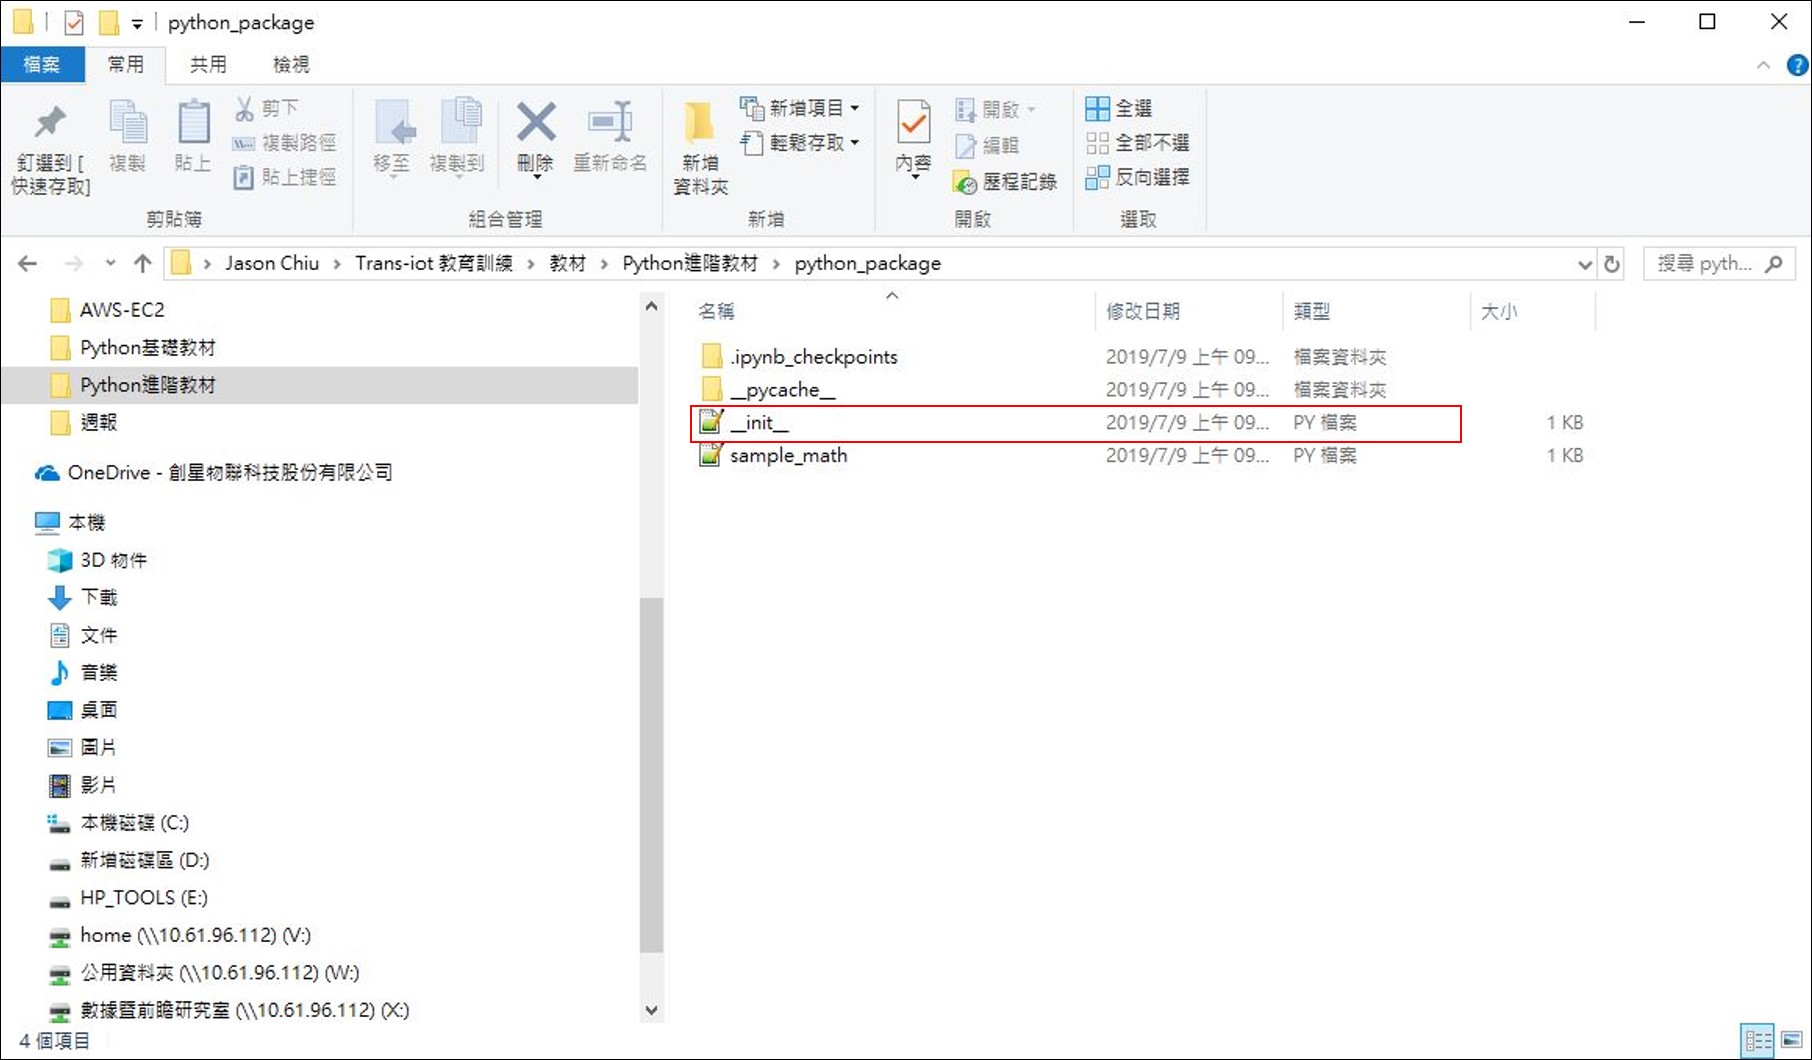 python_package
檔案 常用 共用 檢視
釘選到 [快速存取]
複製
貼上
剪下
複製路徑
貼上捷徑
剪貼簿
移至
複製到
刪除
重新命名
組合管理
新增資料夾
新增項目
輕鬆存取
新增
內容
開啟
編輯
歷程記錄
開啟
全選
全部不選
反向選擇
選取
Jason Chiu > Trans-iot 教育訓練 > 教材 > Python進階教材 > python_package
搜尋 pyth...
AWS-EC2
Python基礎教材
Python進階教材
週報
OneDrive - 創星物聯科技股份有限公司
本機
3D 物件
下載
文件
音樂
桌面
圖片
影片
本機磁碟 (C:)
新增磁碟區 (D:)
HP_TOOLS (E:)
home (\\10.61.96.112) (V:)
公用資料夾 (\\10.61.96.112) (W:)
數據暨前瞻研究室 (\\10.61.96.112) (X:)
名稱 修改日期 類型 大小
.ipynb_checkpoints 2019/7/9 上午 09... 檔案資料夾
__pycache__ 2019/7/9 上午 09... 檔案資料夾
__init__ 2019/7/9 上午 09... PY 檔案 1 KB
sample_math 2019/7/9 上午 09... PY 檔案 1 KB
4 個項目